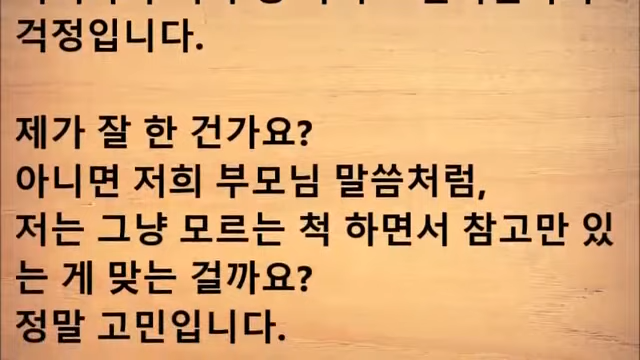 걱정입니다.
제가 잘 한 건가요?
아니면 저희 부모님 말씀처럼,
저는 그냥 모르는 척 하면서 참고만 있
는 게 맞는 걸까요?
정말 고민입니다.